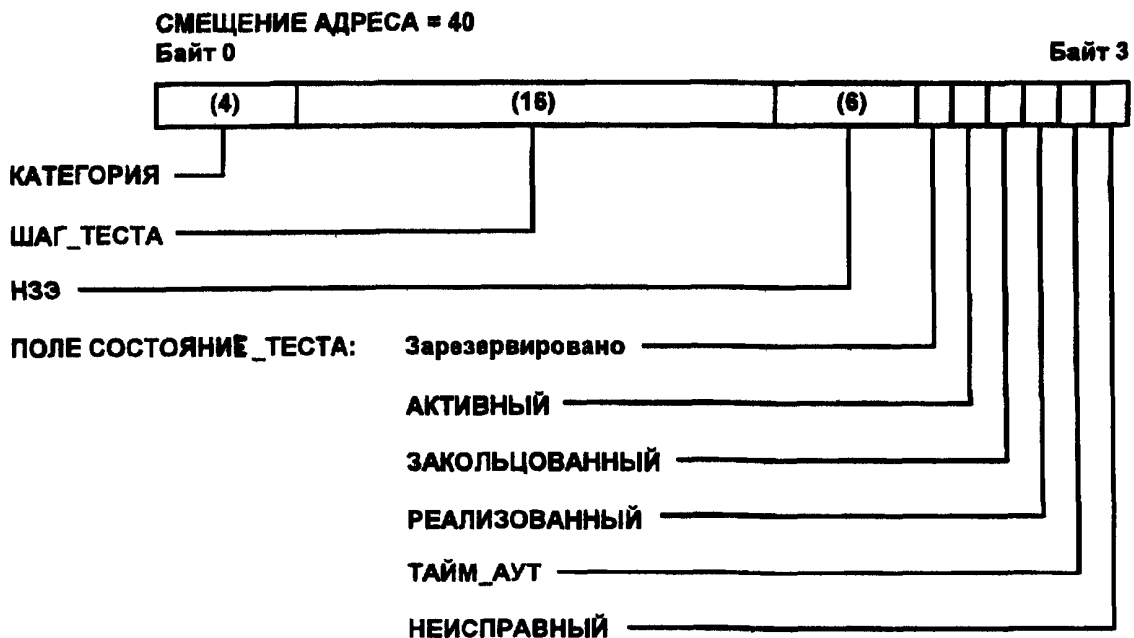 СМЕЩЕНИЕ АДРЕСА = 40
Байт 0 Байт 3
(4) (16) (6)
КАТЕГОРИЯ
ШАГ_ТЕСТА
НЗЭ
ПОЛЕ СОСТОЯНИЕ_ТЕСТА: Зарезервировано
АКТИВНЫЙ
ЗАКОЛЬЦОВАННЫЙ
РЕАЛИЗОВАННЫЙ
ТАЙМ_АУТ
НЕИСПРАВНЫЙ